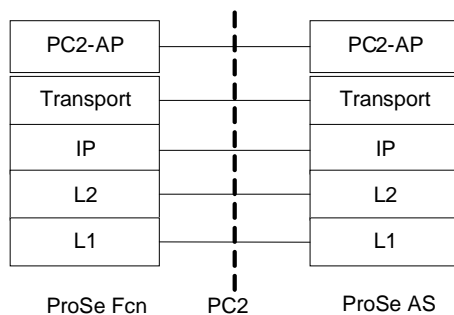 PC2-AP PC2-AP
Transport Transport
IP IP
L2 L2
L1 L1
ProSe Fcn PC2 ProSe AS